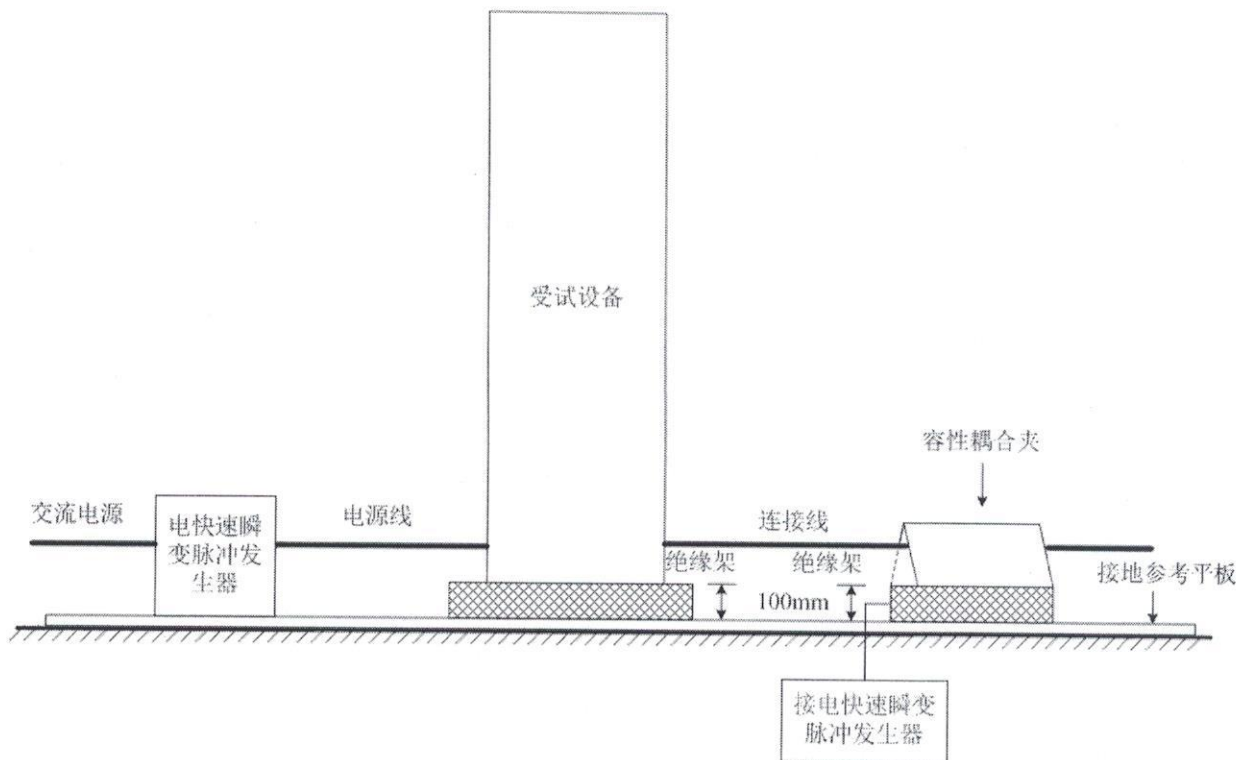 受试设备
容性耦合夹
交流电源
电快速瞬
变脉冲发
生器
电源线
连接线
绝缘架
绝缘架
100mm
接地参考平板
接电快速瞬变
脉冲发生器